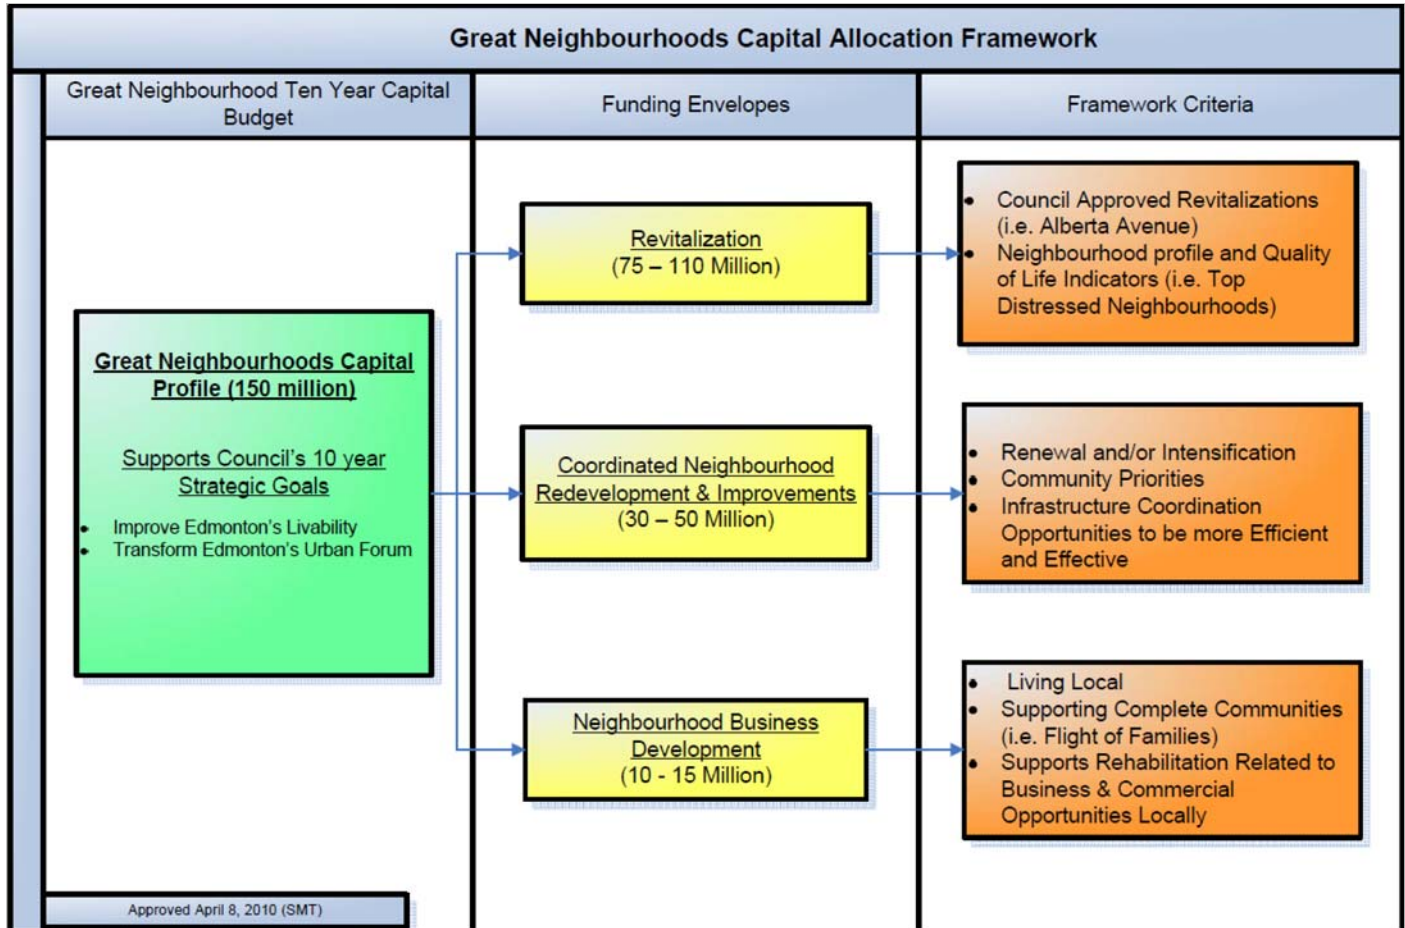 Great Neighbourhoods Capital Allocation Framework
Great Neighbourhood Ten Year Capital
Budget
Funding Envelopes
Framework Criteria
Great Neighbourhoods Capital
Profile (150 million)
Supports Council's 10 year
Strategic Goals
• Improve Edmonton's Livability
• Transform Edmonton's Urban Forum
Revitalization
(75 – 110 Million)
• Council Approved Revitalizations
(i.e. Alberta Avenue)
• Neighbourhood profile and Quality
of Life Indicators (i.e. Top
Distressed Neighbourhoods)
Coordinated Neighbourhood
Redevelopment & Improvements
(30 – 50 Million)
• Renewal and/or Intensification
• Community Priorities
• Infrastructure Coordination
Opportunities to be more Efficient
and Effective
Neighbourhood Business
Development
(10 - 15 Million)
• Living Local
• Supporting Complete Communities
(i.e. Flight of Families)
• Supports Rehabilitation Related to
Business & Commercial
Opportunities Locally
Approved April 8, 2010 (SMT)